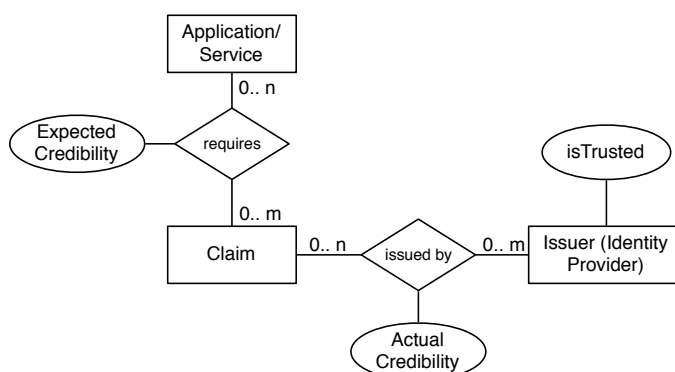 Application/
Service
0.. n
Expected
Credibility
requires
isTrusted
0.. m
Claim
0.. n
issued by
0.. m
Issuer (Identity
Provider)
Actual
Credibility